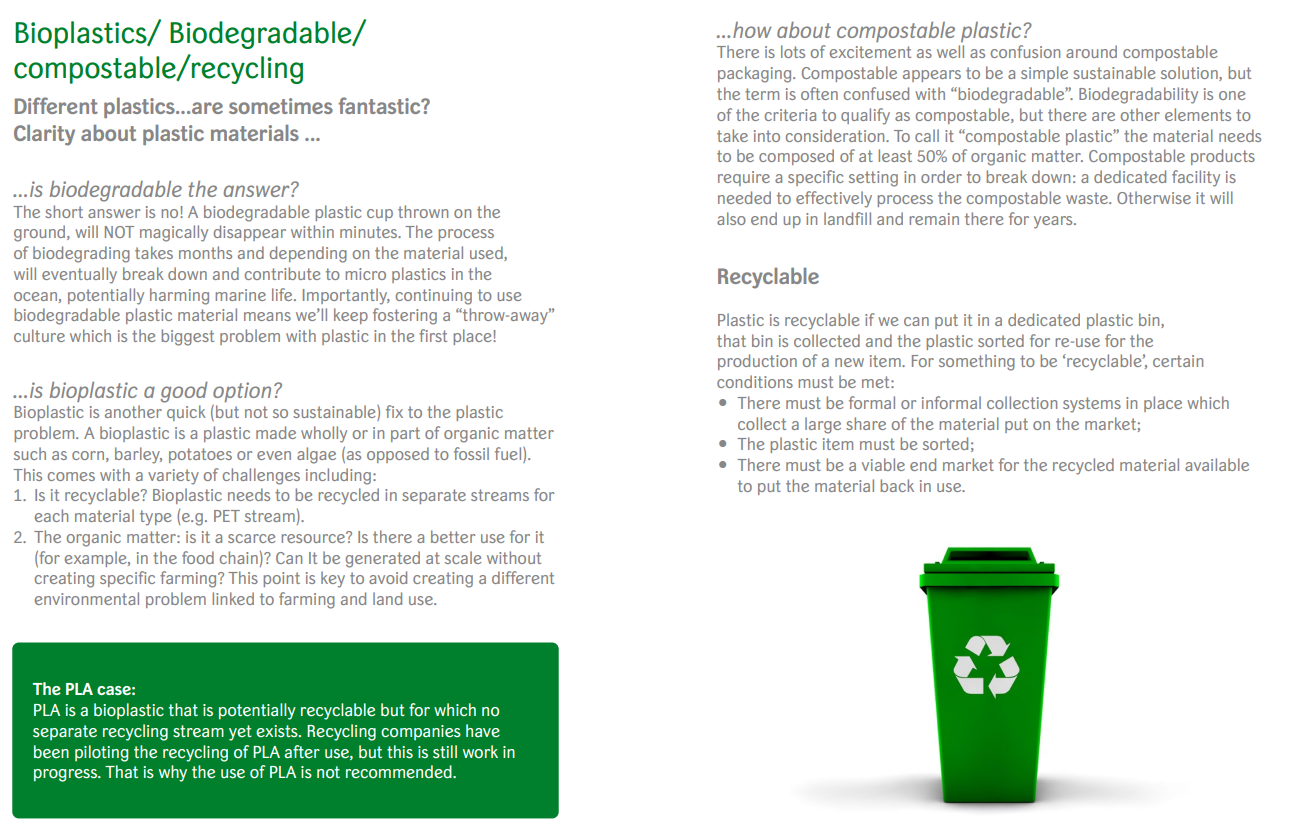 Bioplastics/ Biodegradable/
compostable/recycling
Different plastics...are sometimes fantastic?
Clarity about plastic materials ...
...is biodegradable the answer?
The short answer is no! A biodegradable plastic cup thrown on the
ground, will NOT magically disappear within minutes. The process
of biodegrading takes months and depending on the material used,
will eventually break down and contribute to micro plastics in the
ocean, potentially harming marine life. Importantly, continuing to use
biodegradable plastic material means we’ll keep fostering a “throw-away”
culture which is the biggest problem with plastic in the first place!
...is bioplastic a good option?
Bioplastic is another quick (but not so sustainable) fix to the plastic
problem. A bioplastic is a plastic made wholly or in part of organic matter
such as corn, barley, potatoes or even algae (as opposed to fossil fuel).
This comes with a variety of challenges including:
1. Is it recyclable? Bioplastic needs to be recycled in separate streams for
each material type (e.g. PET stream).
2. The organic matter: is it a scarce resource? Is there a better use for it
(for example, in the food chain)? Can It be generated at scale without
creating specific farming? This point is key to avoid creating a different
environmental problem linked to farming and land use.
The PLA case:
PLA is a bioplastic that is potentially recyclable but for which no
separate recycling stream yet exists. Recycling companies have
been piloting the recycling of PLA after use, but this is still work in
progress. That is why the use of PLA is not recommended.
...how about compostable plastic?
There is lots of excitement as well as confusion around compostable
packaging. Compostable appears to be a simple sustainable solution, but
the term is often confused with “biodegradable”. Biodegradability is one
of the criteria to qualify as compostable, but there are other elements to
take into consideration. To call it “compostable plastic” the material needs
to be composed of at least 50% of organic matter. Compostable products
require a specific setting in order to break down: a dedicated facility is
needed to effectively process the compostable waste. Otherwise it will
also end up in landfill and remain there for years.
Recyclable
Plastic is recyclable if we can put it in a dedicated plastic bin,
that bin is collected and the plastic sorted for re-use for the
production of a new item. For something to be ‘recyclable’, certain
conditions must be met:
• There must be formal or informal collection systems in place which
collect a large share of the material put on the market;
• The plastic item must be sorted;
• There must be a viable end market for the recycled material available
to put the material back in use.